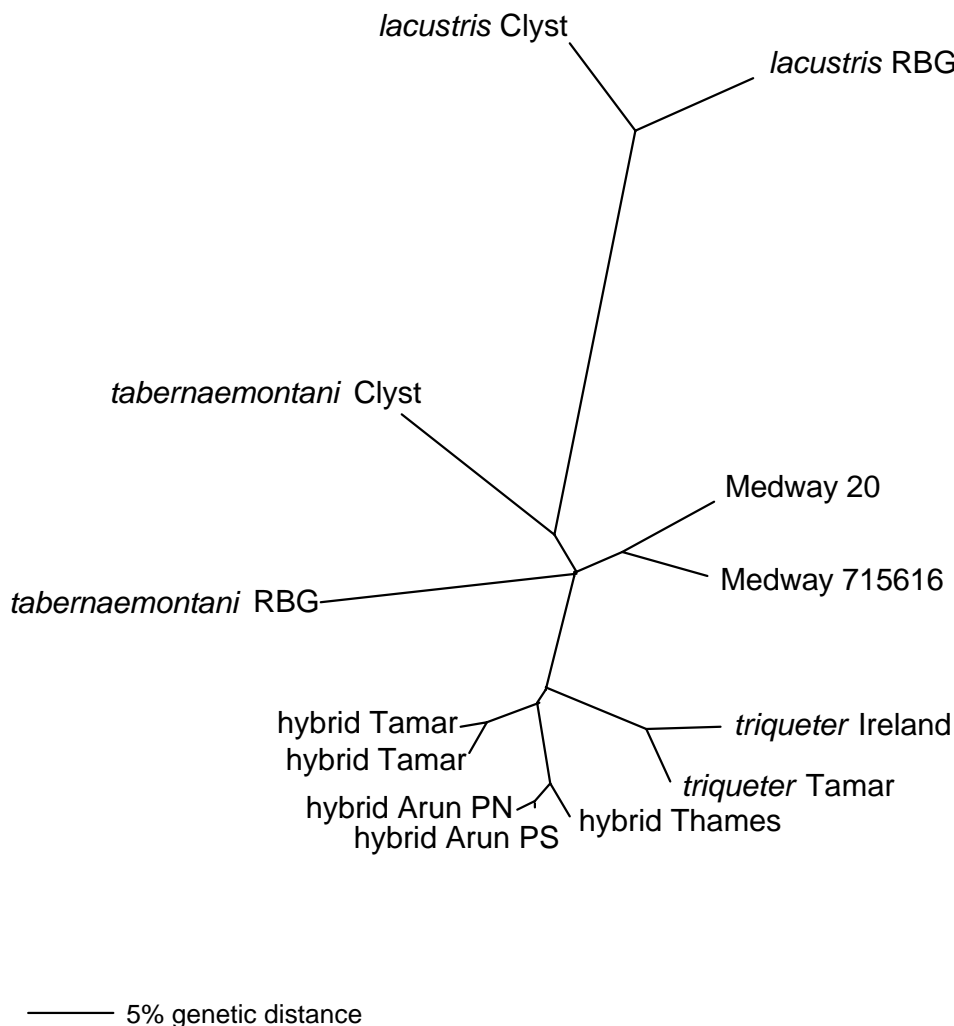 lacustris Clyst
lacustris RBG
tabernaemontani Clyst
Medway 20
Medway 715616
tabernaemontani RBG
hybrid Tamar
triqueter Ireland
hybrid Tamar
triqueter Tamar
hybrid Arun PN
hybrid Thames
hybrid Arun PS
5% genetic distance